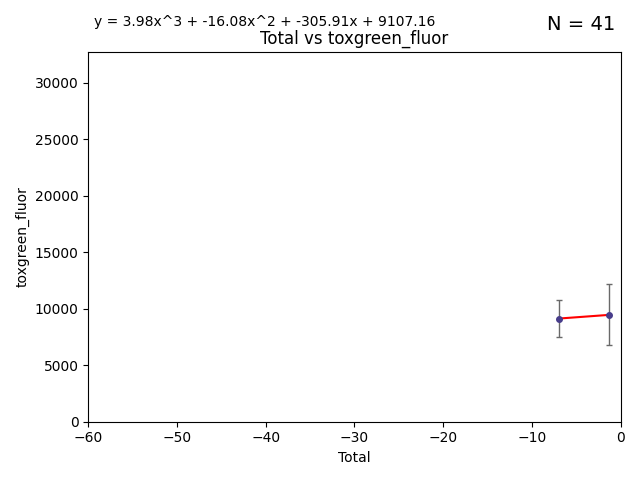 y = 3.98x^3 + -16.08x^2 + -305.91x + 9107.16
N = 41
Total vs toxgreen_fluor
30000
25000
20000
15000
10000
5000
0
toxgreen_fluor
−60 −50 −40 −30 −20 −10 0
Total